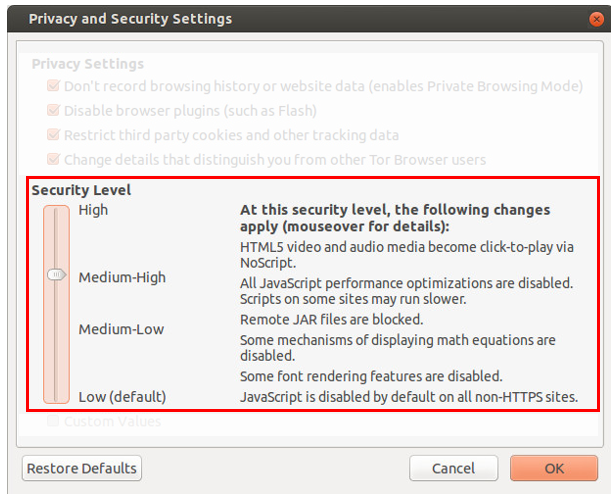 Privacy and Security Settings
Privacy Settings
Don't record browsing history or website data (enables Private Browsing Mode)
Disable browser plugins (such as Flash)
Restrict third party cookies and other tracking data
Change details that distinguish you from other Tor Browser users
Security Level
High
Medium-High
Medium-Low
Low (default)
At this security level, the following changes
apply (mouseover for details):
HTML5 video and audio media become click-to-play via
NoScript.
All JavaScript performance optimizations are disabled.
Scripts on some sites may run slower.
Remote JAR files are blocked.
Some mechanisms of displaying math equations are
disabled.
Some font rendering features are disabled.
JavaScript is disabled by default on all non-HTTPS sites.
Custom Values
Restore Defaults
Cancel
OK